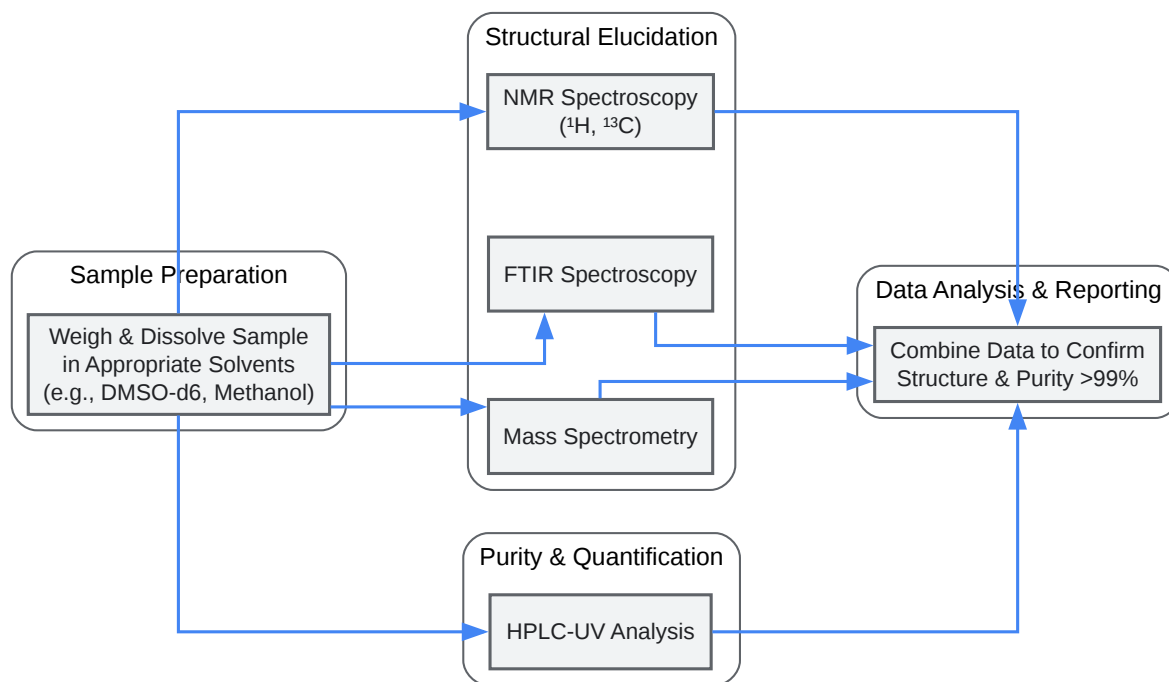 Structural Elucidation
NMR Spectroscopy
(¹H, ¹³C)
FTIR Spectroscopy
Mass Spectrometry
Sample Preparation
Weigh & Dissolve Sample
in Appropriate Solvents
(e.g., DMSO-d6, Methanol)
Data Analysis & Reporting
Combine Data to Confirm
Structure & Purity >99%
Purity & Quantification
HPLC-UV Analysis